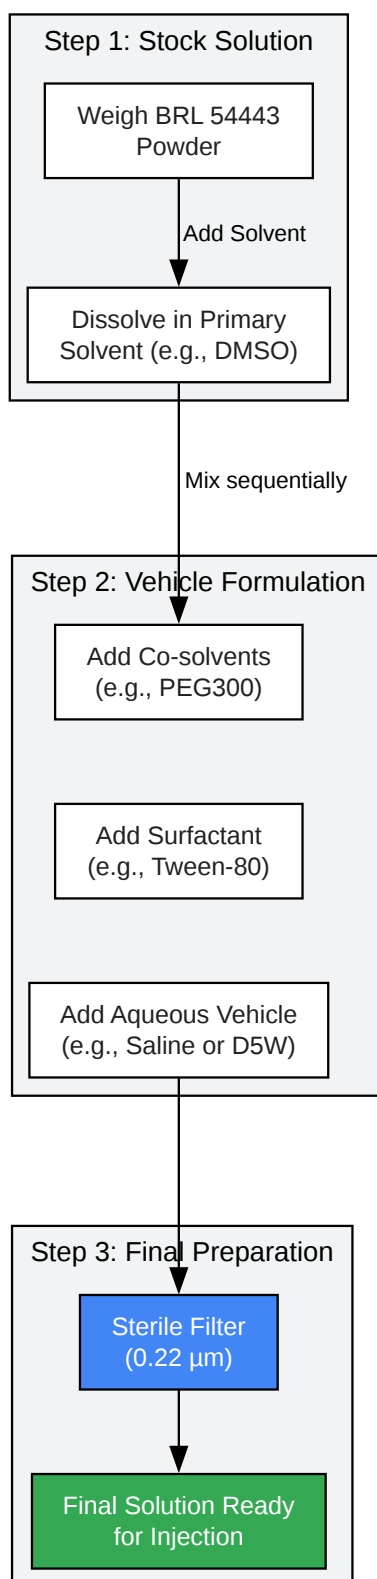 Step 1: Stock Solution
Weigh BRL 54443
Powder
Add Solvent
Dissolve in Primary
Solvent (e.g., DMSO)
Mix sequentially
Step 2: Vehicle Formulation
Add Co-solvents
(e.g., PEG300)
Add Surfactant
(e.g., Tween-80)
Add Aqueous Vehicle
(e.g., Saline or D5W)
Step 3: Final Preparation
Sterile Filter
(0.22 µm)
Final Solution Ready
for Injection